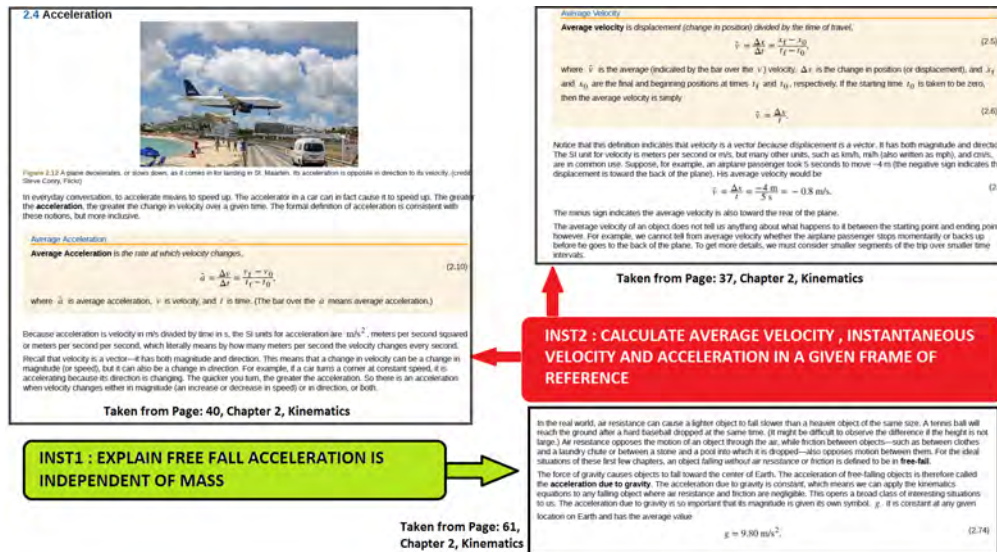 2.4 Acceleration
Figure 2.12 A plane decelerates, or slows down, as it comes in for landing in St. Maarten. Its acceleration is opposite in direction to its velocity. (credit:
Steve Conry, Flickr)
In everyday conversation, to accelerate means to speed up. The accelerator in a car can in fact cause it to speed up. The greater
the acceleration, the greater the change in velocity over a given time. The formal definition of acceleration is consistent with
these notions, but more inclusive.
Average Acceleration
Average Acceleration is the rate at which velocity changes,
ā = Δv/Δt = (v_f − v_0)/(t_f − t_0), (2.10)
where ā is average acceleration, v is velocity, and t is time. (The bar over the a means average acceleration.)
Because acceleration is velocity in m/s divided by time in s, the SI units for acceleration are m/s², meters per second squared
or meters per second per second, which literally means by how many meters per second the velocity changes every second.
Recall that velocity is a vector—it has both magnitude and direction. This means that a change in velocity can be a change in
magnitude (or speed), but it can also be a change in direction. For example, if a car turns a corner at constant speed, it is
accelerating because its direction is changing. The quicker you turn, the greater the acceleration. So there is an acceleration
when velocity changes either in magnitude (an increase or decrease in speed) or in direction, or both.
Taken from Page: 40, Chapter 2, Kinematics
Average Velocity
Average velocity is displacement (change in position) divided by the time of travel,
v̄ = Δx/Δt = (x_f − x_0)/(t_f − t_0), (2.5)
where v̄ is the average (indicated by the bar over the v) velocity, Δx is the change in position (or displacement), and x_f
and x_0 are the final and beginning positions at times t_f and t_0, respectively. If the starting time t_0 is taken to be zero,
then the average velocity is simply
v̄ = Δx/t. (2.6)
Notice that this definition indicates that velocity is a vector because displacement is a vector. It has both magnitude and directio
The SI unit for velocity is meters per second or m/s, but many other units, such as km/h, mi/h (also written as mph), and cm/s,
are in common use. Suppose, for example, an airplane passenger took 5 seconds to move −4 m (the negative sign indicates th
displacement is toward the back of the plane). His average velocity would be
v̄ = Δx/t = −4 m/5 s = − 0.8 m/s. (2.
The minus sign indicates the average velocity is also toward the rear of the plane.
The average velocity of an object does not tell us anything about what happens to it between the starting point and ending poin
however. For example, we cannot tell from average velocity whether the airplane passenger stops momentarily or backs up
before he goes to the back of the plane. To get more details, we must consider smaller segments of the trip over smaller time
intervals.
Taken from Page: 37, Chapter 2, Kinematics
INST2 : CALCULATE AVERAGE VELOCITY , INSTANTANEOUS
VELOCITY AND ACCELERATION IN A GIVEN FRAME OF
REFERENCE
INST1 : EXPLAIN FREE FALL ACCELERATION IS
INDEPENDENT OF MASS
Taken from Page: 61,
Chapter 2, Kinematics
In the real world, air resistance can cause a lighter object to fall slower than a heavier object of the same size. A tennis ball will
reach the ground after a hard baseball dropped at the same time. (It might be difficult to observe the difference if the height is not
large.) Air resistance opposes the motion of an object through the air, while friction between objects—such as between clothes
and a laundry chute or between a stone and a pool into which it is dropped—also opposes motion between them. For the ideal
situations of these first few chapters, an object falling without air resistance or friction is defined to be in free-fall.
The force of gravity causes objects to fall toward the center of Earth. The acceleration of free-falling objects is therefore called
the acceleration due to gravity. The acceleration due to gravity is constant, which means we can apply the kinematics
equations to any falling object where air resistance and friction are negligible. This opens a broad class of interesting situations
to us. The acceleration due to gravity is so important that its magnitude is given its own symbol, g. It is constant at any given
location on Earth and has the average value
g = 9.80 m/s². (2.74)